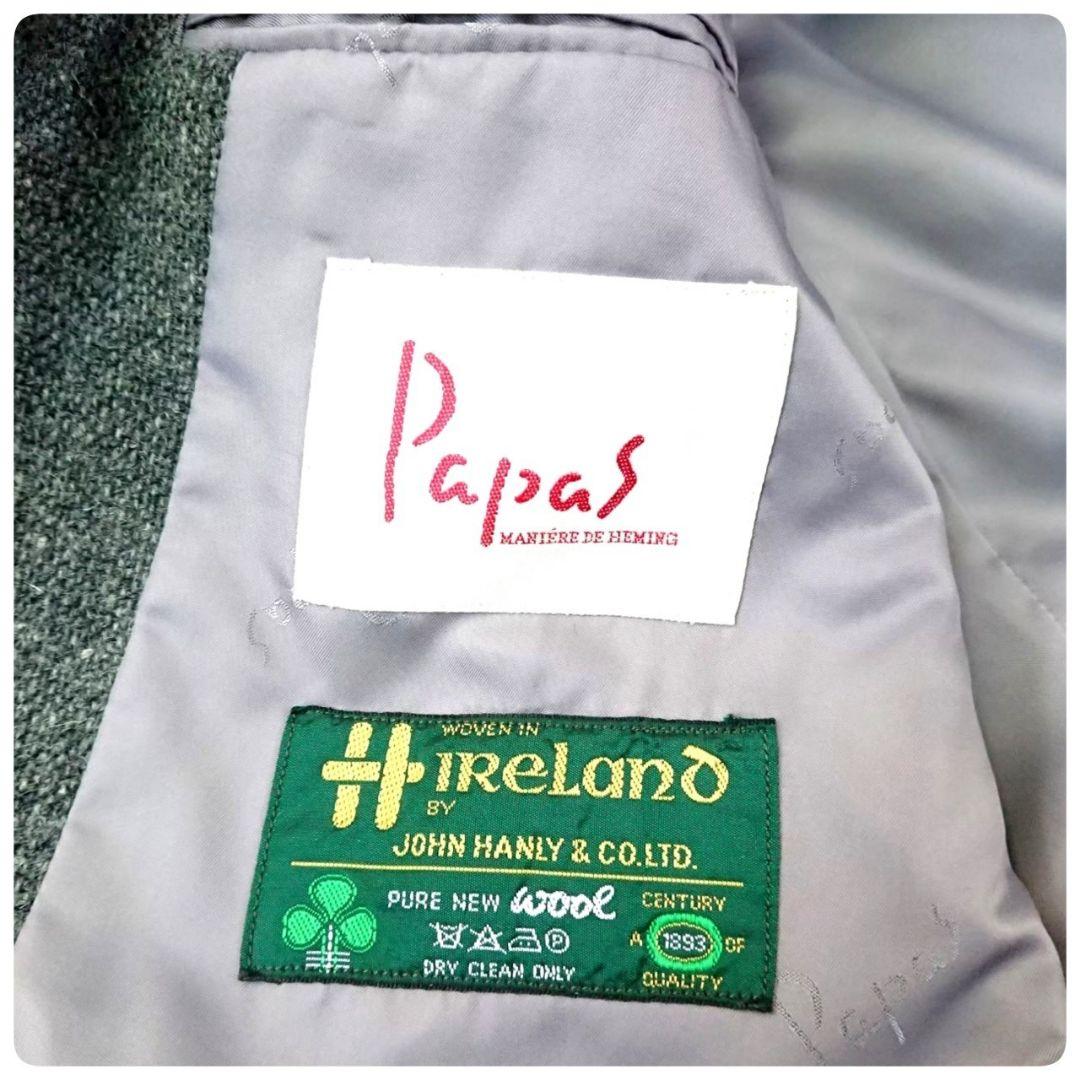 Papas
MANIÉRE DE HEMING
WOVEN IN
IRELAND
BY
JOHN HANLY & CO.LTD.
PURE NEW wool
DRY CLEAN ONLY
CENTURY
A 1893 OF
QUALITY
Papas